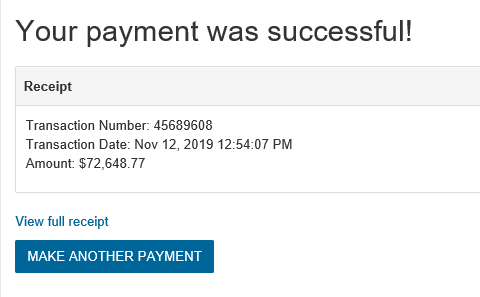 Your payment was successful!
Receipt
Transaction Number: 45689608
Transaction Date: Nov 12, 2019 12:54:07 PM
Amount: $72,648.77
View full receipt
MAKE ANOTHER PAYMENT